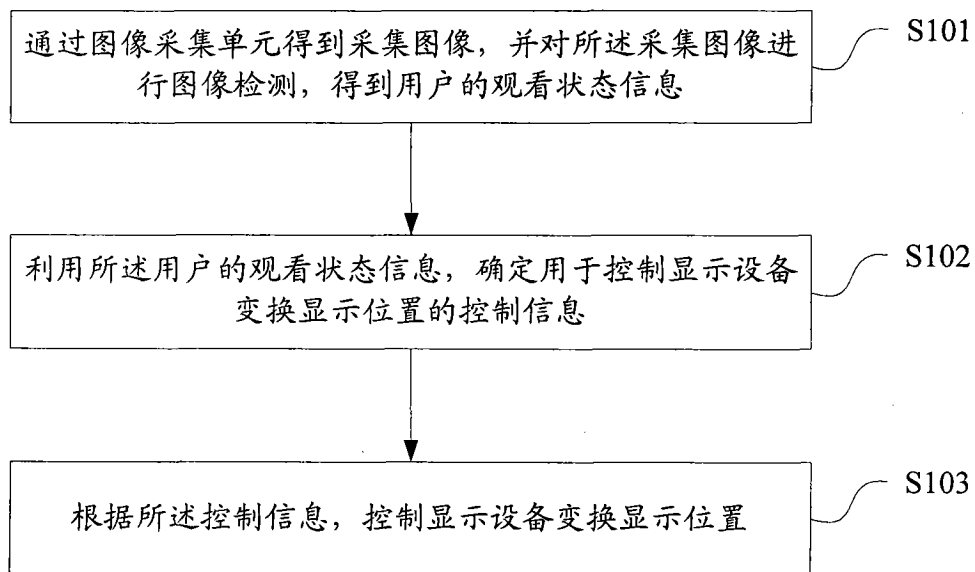 通过图像采集单元得到采集图像，并对所述采集图像进
行图像检测，得到用户的观看状态信息
S101
利用所述用户的观看状态信息，确定用于控制显示设备
变换显示位置的控制信息
S102
根据所述控制信息，控制显示设备变换显示位置
S103